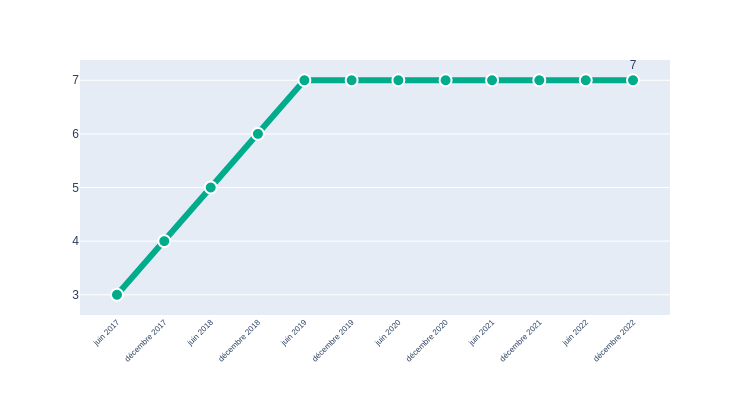 7
7
6
5
4
3
juin 2017
décembre 2017
juin 2018
décembre 2018
juin 2019
décembre 2019
juin 2020
décembre 2020
juin 2021
décembre 2021
juin 2022
décembre 2022